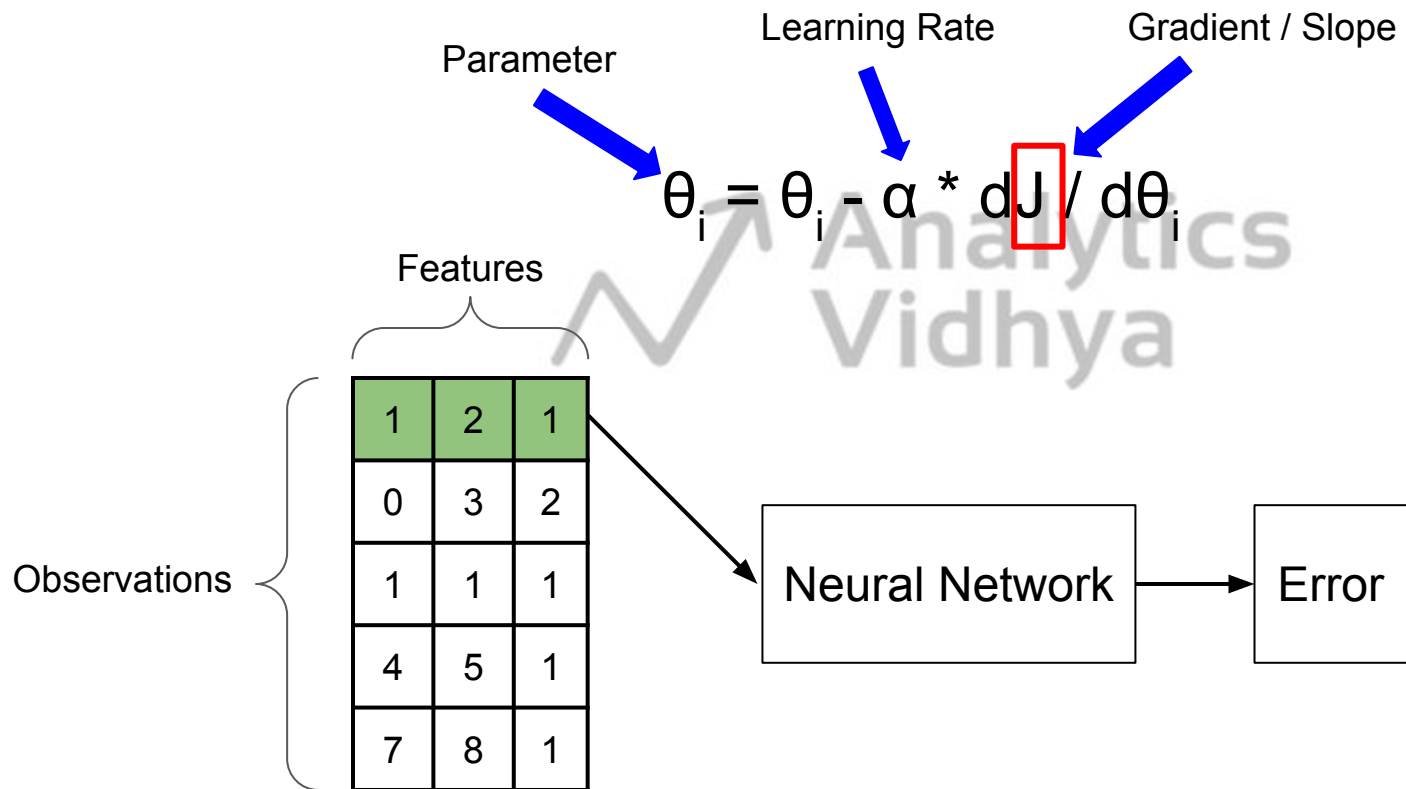 Learning Rate
Gradient / Slope
Parameter
θi = θi - α * dJ / dθi
Analytics
Vidhya
Features
Observations
1 2 1
0 3 2
1 1 1
4 5 1
7 8 1
Neural Network
Error